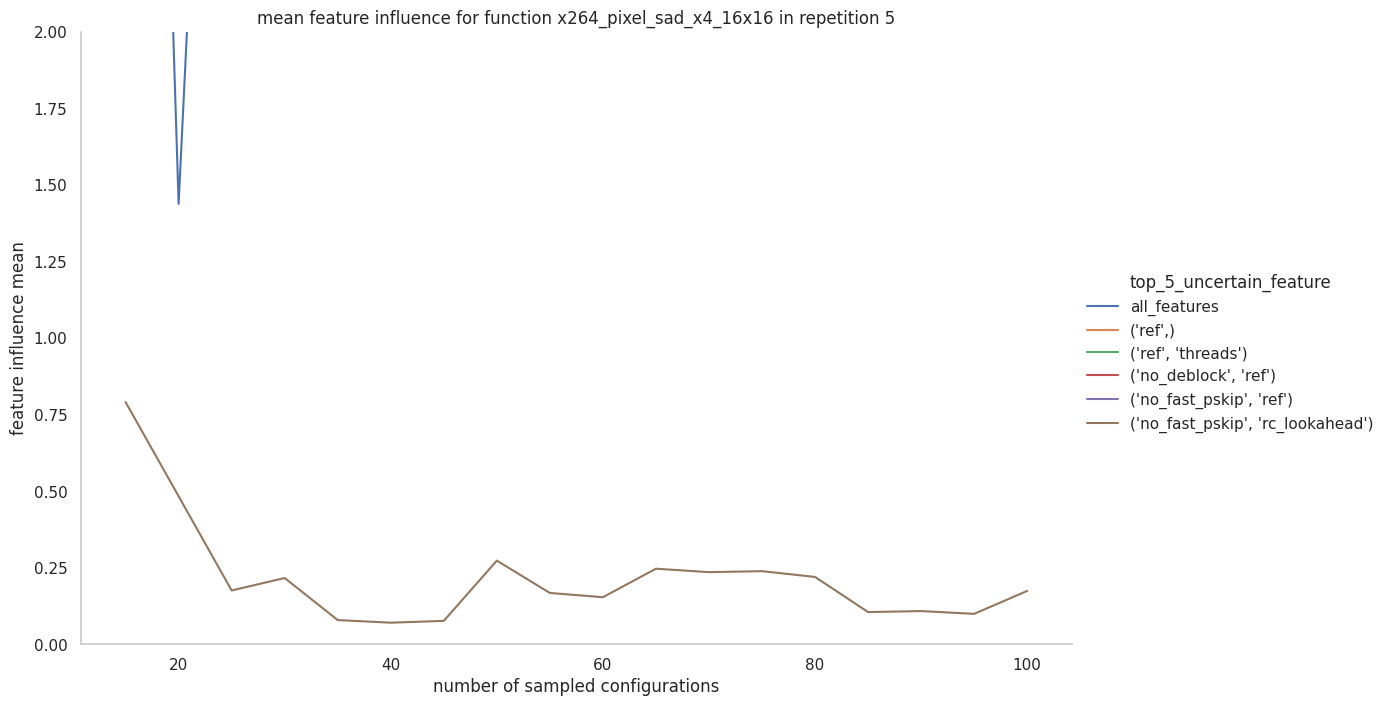 mean feature influence for function x264_pixel_sad_x4_16x16 in repetition 5
2.00
1.75
1.50
1.25
1.00
0.75
0.50
0.25
0.00
feature influence mean
20
40
60
80
100
number of sampled configurations
top_5_uncertain_feature
all_features
('ref',)
('ref', 'threads')
('no_deblock', 'ref')
('no_fast_pskip', 'ref')
('no_fast_pskip', 'rc_lookahead')